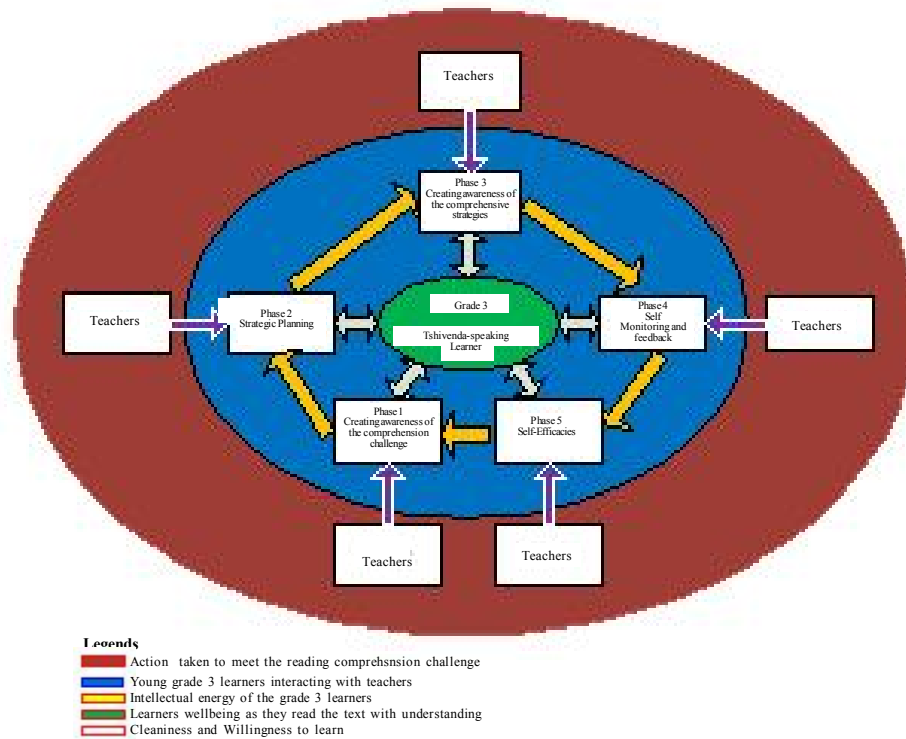 Teachers
Phase 3
Creating awareness of
the comprehensive
strategies
Teachers
Phase 2
Strategic Planning
Grade 3
Tshivenda-speaking
Learner
Phase 4
Self
Monitoring and
feedback
Teachers
Phase 1
Creating awareness of
the comprehension
challenge
Phase 5
Self-Efficacies
Teachers
Teachers
Legends
Action taken to meet the reading comprehsnsion challenge
Young grade 3 learners interacting with teachers
Intellectual energy of the grade 3 learners
Learners wellbeing as they read the text with understanding
Cleaniness and Willingness to learn